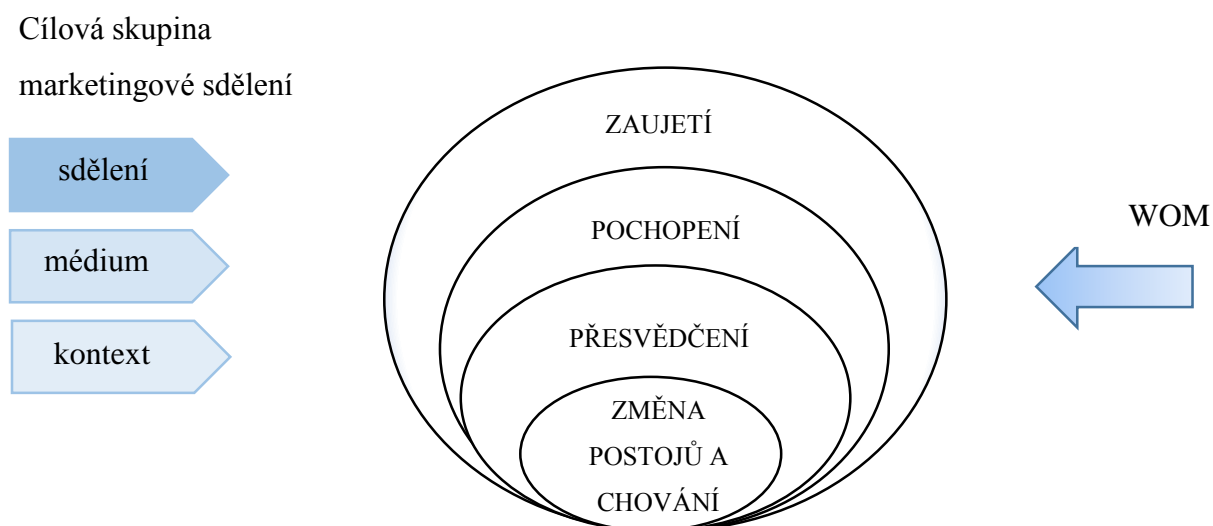 Cílová skupina
marketingové sdělení
sdělení
médium
kontext
ZAUJETÍ
POCHOPENÍ
PŘESVĚDČENÍ
ZMĚNA
POSTOJŮ A
CHOVÁNÍ
WOM